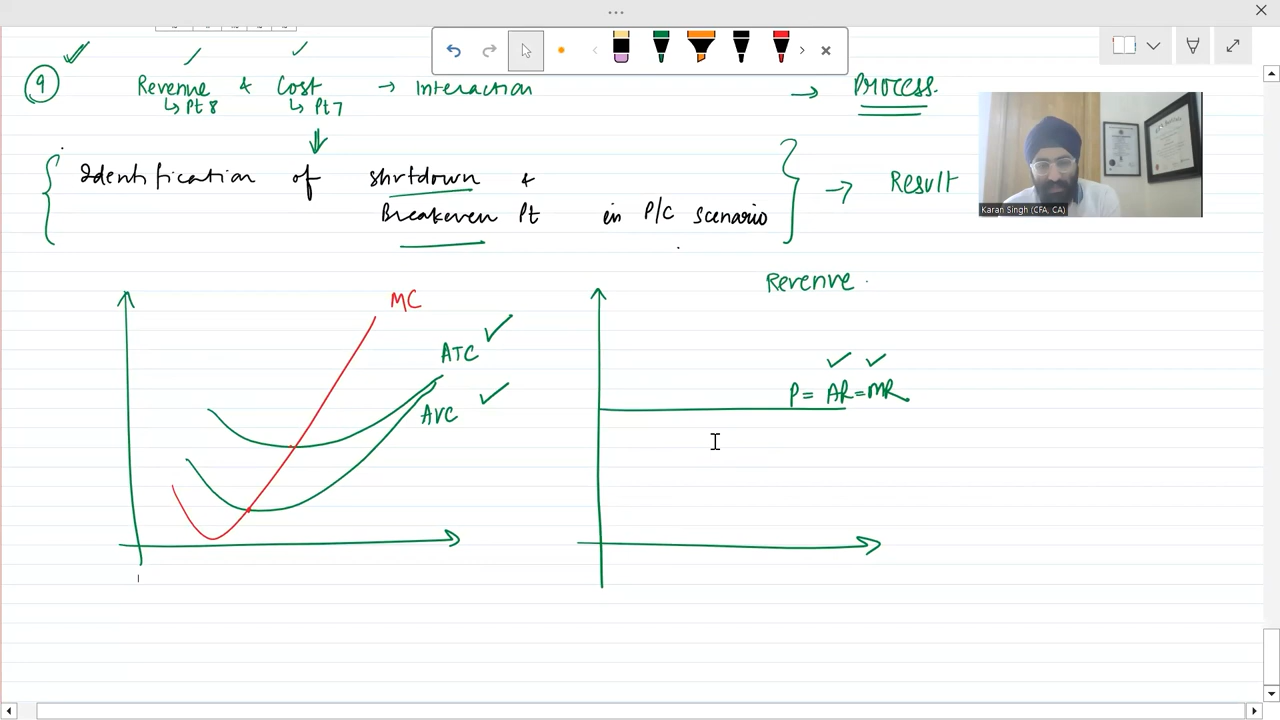 9 Revenue & Cost → Interaction → PROCESS.
↳ Pt 8 ↳ Pt 7
Identification of shutdown &
Breakeven Pt in P/C scenario → Result
Karan Singh (CFA, CA)
Revenue
MC
ATC
AVC
P = AR = MR